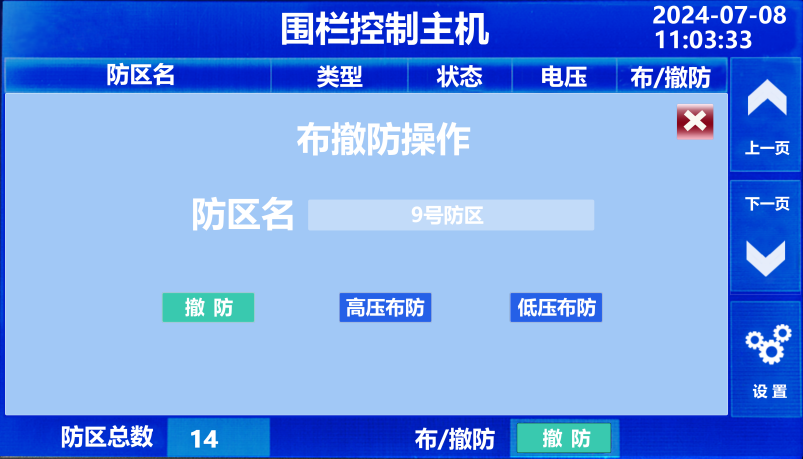 围栏控制主机
2024-07-08
11:03:33
防区名 类型 状态 电压 布/撤防
上一页
布撤防操作
下一页
防区名 9号防区
撤 防 高压布防 低压布防
设 置
防区总数 14 布/撤防 撤 防